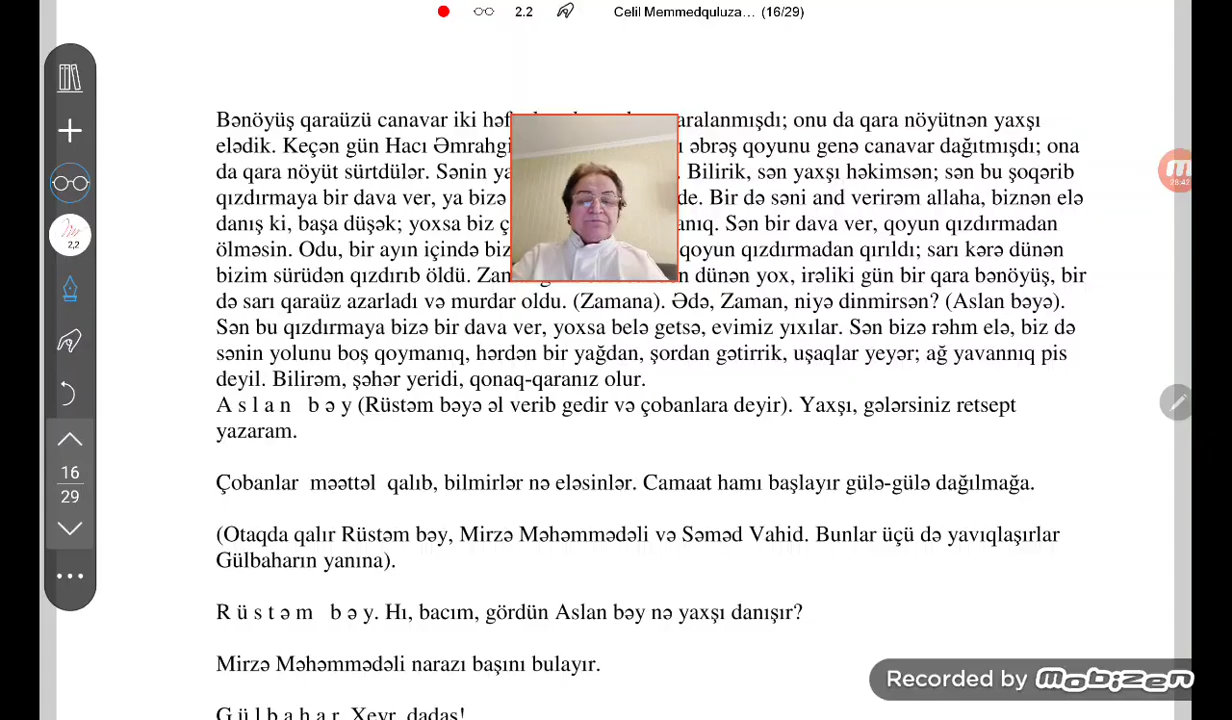 2.2 Celil Memmedquluza... (16/29)
Bənöyüş qaraüzü canavar iki həf aralanmışdı; onu da qara nöyütnən yaxşı
elədik. Keçən gün Hacı Əmrahgi əbrəş qoyunu genə canavar dağıtmışdı; ona
da qara nöyüt sürtdülər. Sənin Bilirik, sən yaxşı həkimsən; sən bu şoqərib
qızdırmaya bir dava ver, ya bizə de. Bir də səni and verirəm allaha, biznən elə
danış ki, başa düşək; yoxsa biz anıq. Sən bir dava ver, qoyun qızdırmadan
ölməsin. Odu, bir ayın içində qoyun qızdırmadan qırıldı; sarı kərə dünən
bizim sürüdən qızdırıb öldü. dünən yox, irəliki gün bir qara bənöyüş, bir
də sarı qaraüz azarladı və murdar oldu. (Zamana). Ədə, Zaman, niyə dinmirsən? (Aslan bəyə).
Sən bu qızdırmaya bizə bir dava ver, yoxsa belə getsə, evimiz yıxılar. Sən bizə rəhm elə, biz də
sənin yolunu boş qoymanıq, hərdən bir yağdan, şordan gətirrik, uşaqlar yeyər; ağ yavannıq pis
deyil. Bilirəm, şəhər yeridi, qonaq-qaranız olur.
A s l a n b ə y (Rüstəm bəyə əl verib gedir və çobanlara deyir). Yaxşı, gələrsiniz retsept
yazaram.
Çobanlar məəttəl qalıb, bilmirlər nə eləsinlər. Camaat hamı başlayır gülə-gülə dağılmağa.
(Otaqda qalır Rüstəm bəy, Mirzə Məhəmmədəli və Səməd Vahid. Bunlar üçü də yavıqlaşırlar
Gülbaharın yanına).
R ü s t ə m b ə y. Hı, bacım, gördün Aslan bəy nə yaxşı danışır?
Mirzə Məhəmmədəli narazı başını bulayır.
G ü l b a h a r. Xeyr, dadaş!
2,2
16
29
28:42
Recorded by mobizen